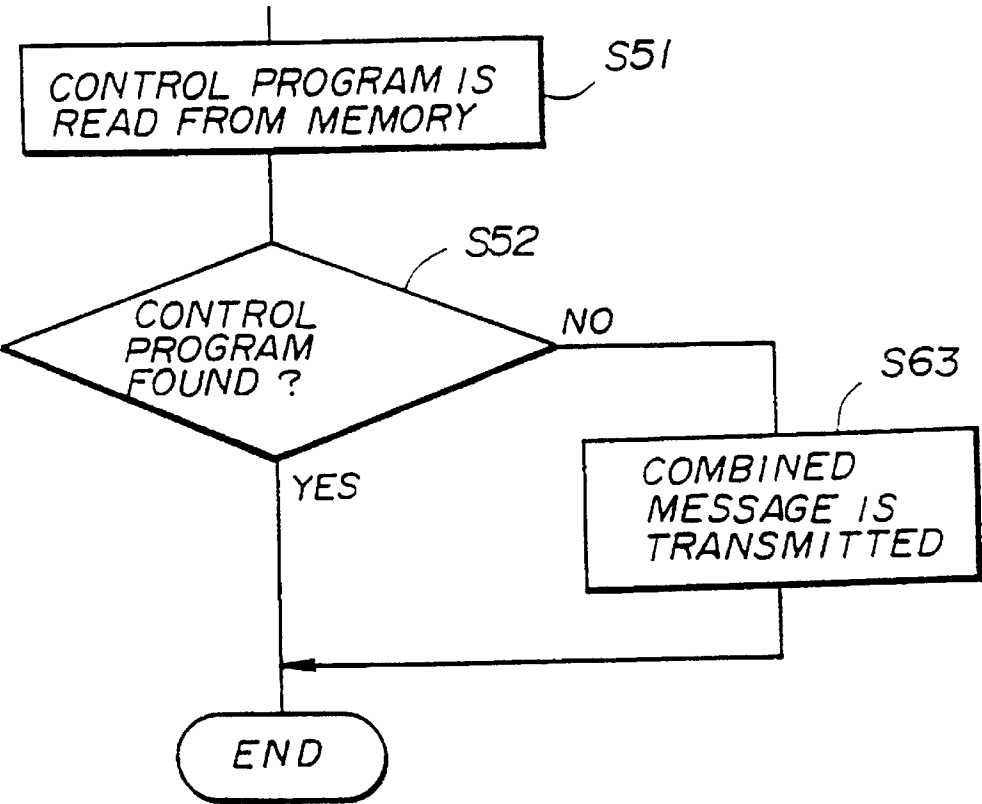 S51
CONTROL PROGRAM IS
READ FROM MEMORY
S52
CONTROL
PROGRAM
FOUND ?
NO
YES
S63
COMBINED
MESSAGE IS
TRANSMITTED
END